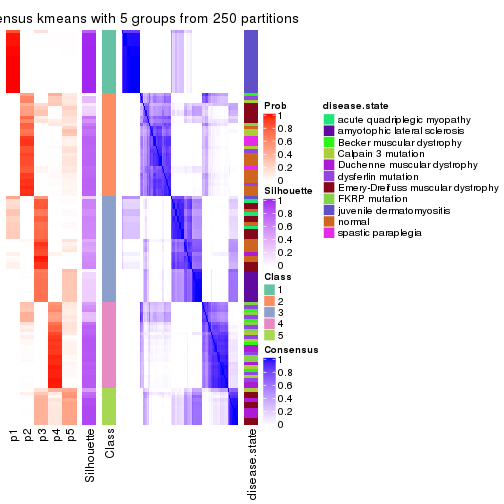 ensus kmeans with 5 groups from 250 partitions
Prob
1
0.8
0.6
0.4
0.2
0
Silhouette
1
0.8
0.6
0.4
0.2
0
Class
1
2
3
4
5
Consensus
1
0.8
0.6
0.4
0.2
0
disease.state
acute quadriplegic myopathy
amyotophic lateral sclerosis
Becker muscular dystrophy
Calpain 3 mutation
Duchenne muscular dystrophy
dysferlin mutation
Emery-Dreifuss muscular dystrophy
FKRP mutation
juvenile dermatomyositis
normal
spastic paraplegia
p1
p2
p3
p4
p5
Silhouette
Class
disease.state